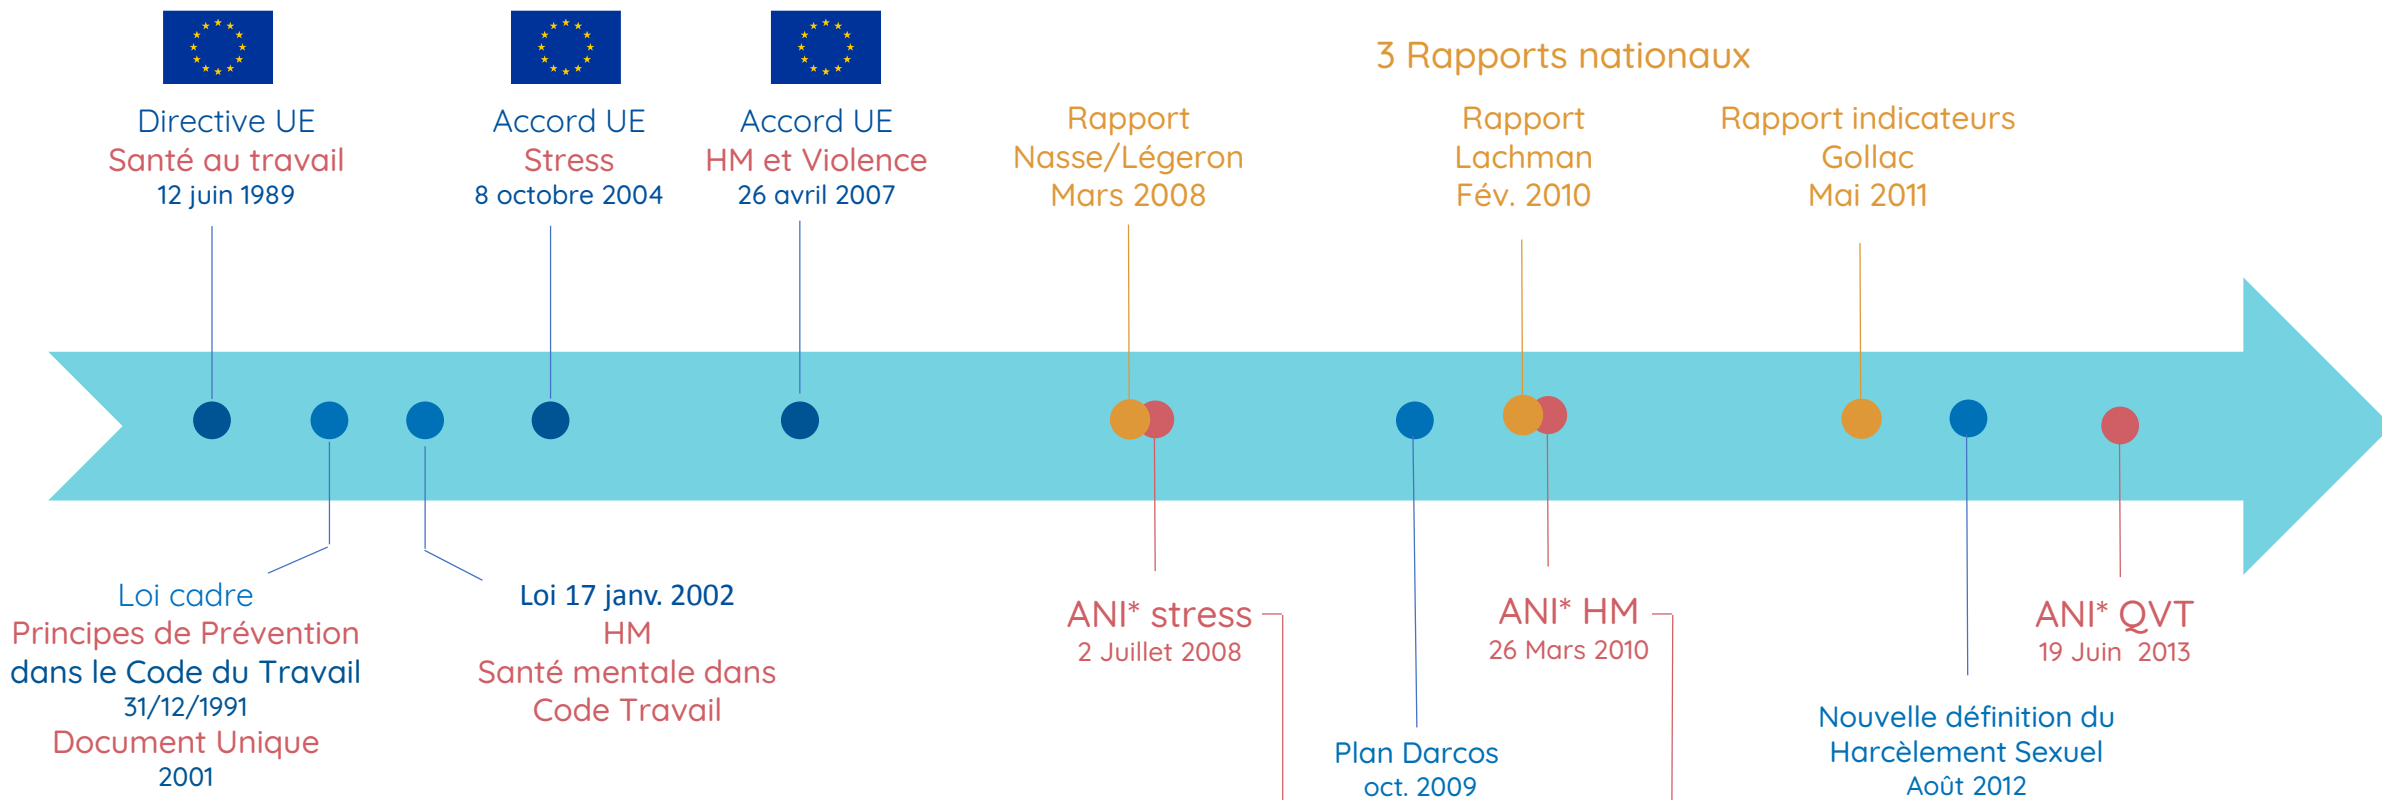 3 Rapports nationaux
Directive UE
Santé au travail
12 juin 1989
Accord UE
Stress
8 octobre 2004
Accord UE
HM et Violence
26 avril 2007
Rapport
Nasse/Légeron
Mars 2008
Rapport
Lachman
Fév. 2010
Rapport indicateurs
Gollac
Mai 2011
Loi cadre
Principes de Prévention
dans le Code du Travail
31/12/1991
Document Unique
2001
Loi 17 janv. 2002
HM
Santé mentale dans
Code Travail
ANI* stress
2 Juillet 2008
Plan Darcos
oct. 2009
ANI* HM
26 Mars 2010
Nouvelle définition du
Harcèlement Sexuel
Août 2012
ANI* QVT
19 Juin 2013